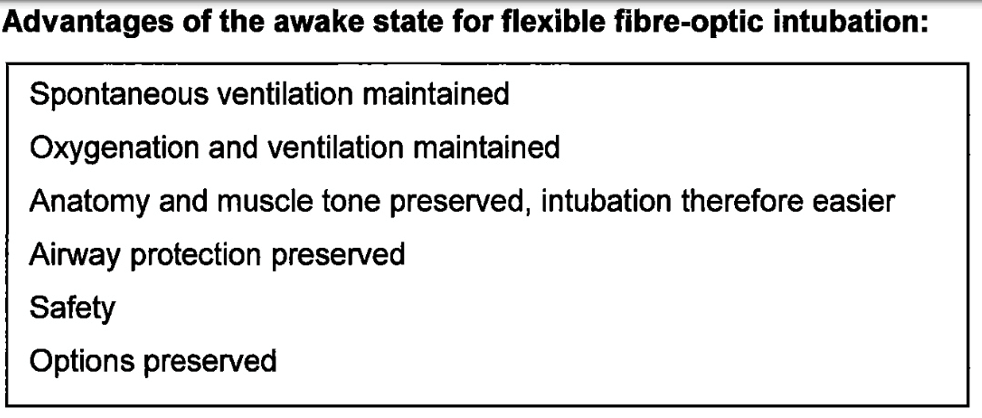 Advantages of the awake state for flexible fibre-optic intubation:
Spontaneous ventilation maintained
Oxygenation and ventilation maintained
Anatomy and muscle tone preserved, intubation therefore easier
Airway protection preserved
Safety
Options preserved